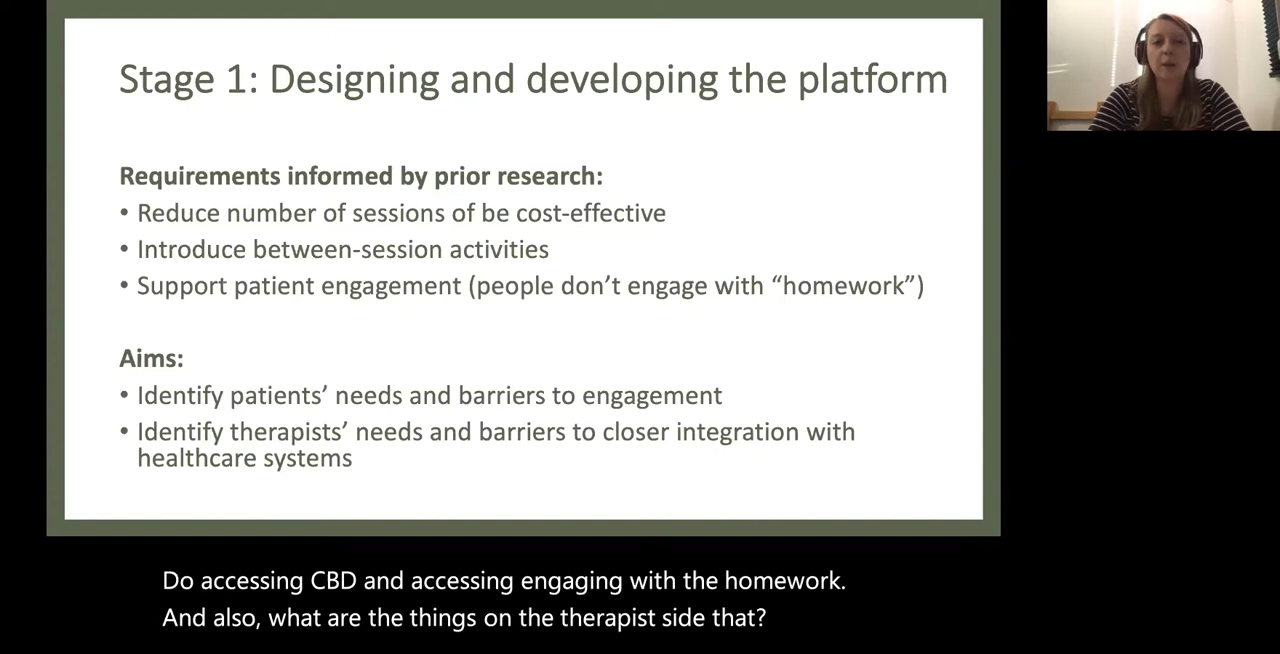 Stage 1: Designing and developing the platform
Requirements informed by prior research:
• Reduce number of sessions of be cost-effective
• Introduce between-session activities
• Support patient engagement (people don’t engage with “homework”)
Aims:
• Identify patients’ needs and barriers to engagement
• Identify therapists’ needs and barriers to closer integration with
healthcare systems
Do accessing CBD and accessing engaging with the homework.
And also, what are the things on the therapist side that?